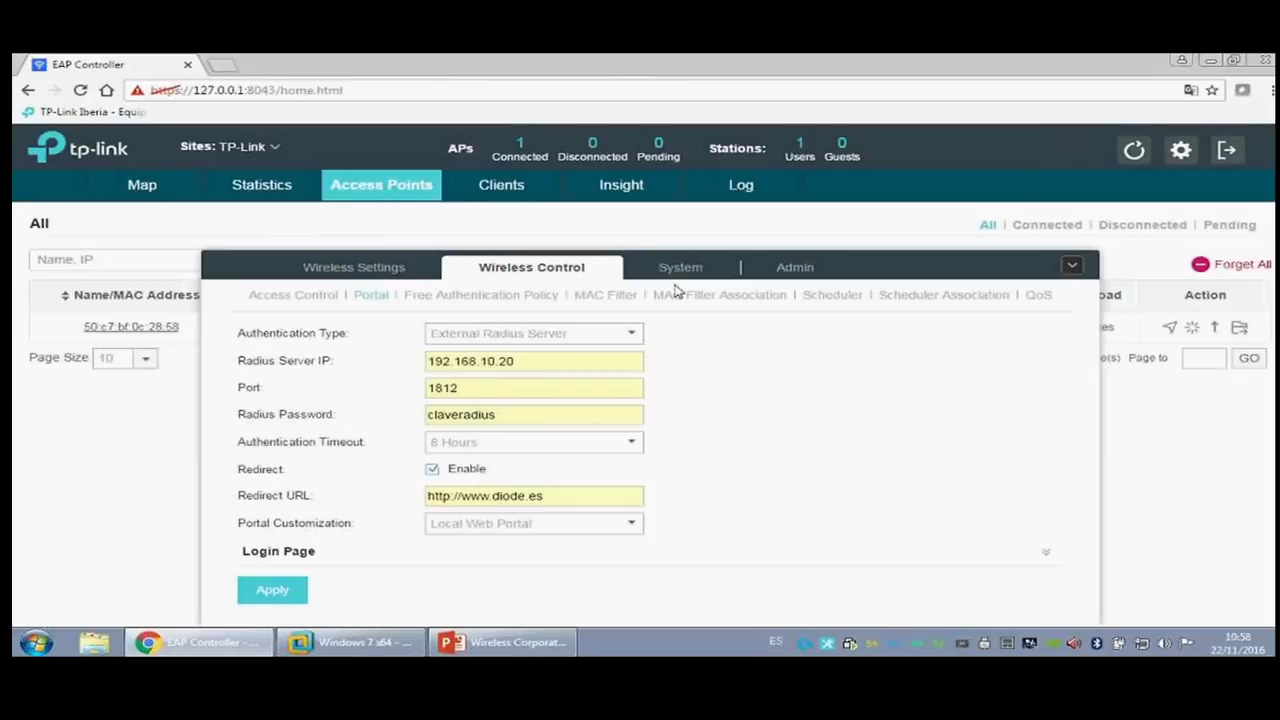 EAP Controller
https://127.0.0.1:8043/home.html
TP-Link Iberia - Equip
tp-link
Sites: TP-Link
APs
1
Connected
0
Disconnected
0
Pending
Stations:
1
Users
0
Guests
Map
Statistics
Access Points
Clients
Insight
Log
All
All | Connected | Disconnected | Pending
Name, IP
Wireless Settings
Wireless Control
System
Admin
Forget All
Name/MAC Address
Access Control | Portal | Free Authentication Policy | MAC Filter | MAC Filter Association | Scheduler | Scheduler Association | QoS
oad
Action
50:c7:bf:0c:28:58
es
Page Size 10
e(s) Page to
GO
Authentication Type: External Radius Server
Radius Server IP: 192.168.10.20
Port: 1812
Radius Password: claveradius
Authentication Timeout: 8 Hours
Redirect: Enable
Redirect URL: http://www.diode.es
Portal Customization: Local Web Portal
Login Page
Apply
EAP Controller - ...
Windows 7 x64 - ...
Wireless Corporat...
ES
10:58
22/11/2016